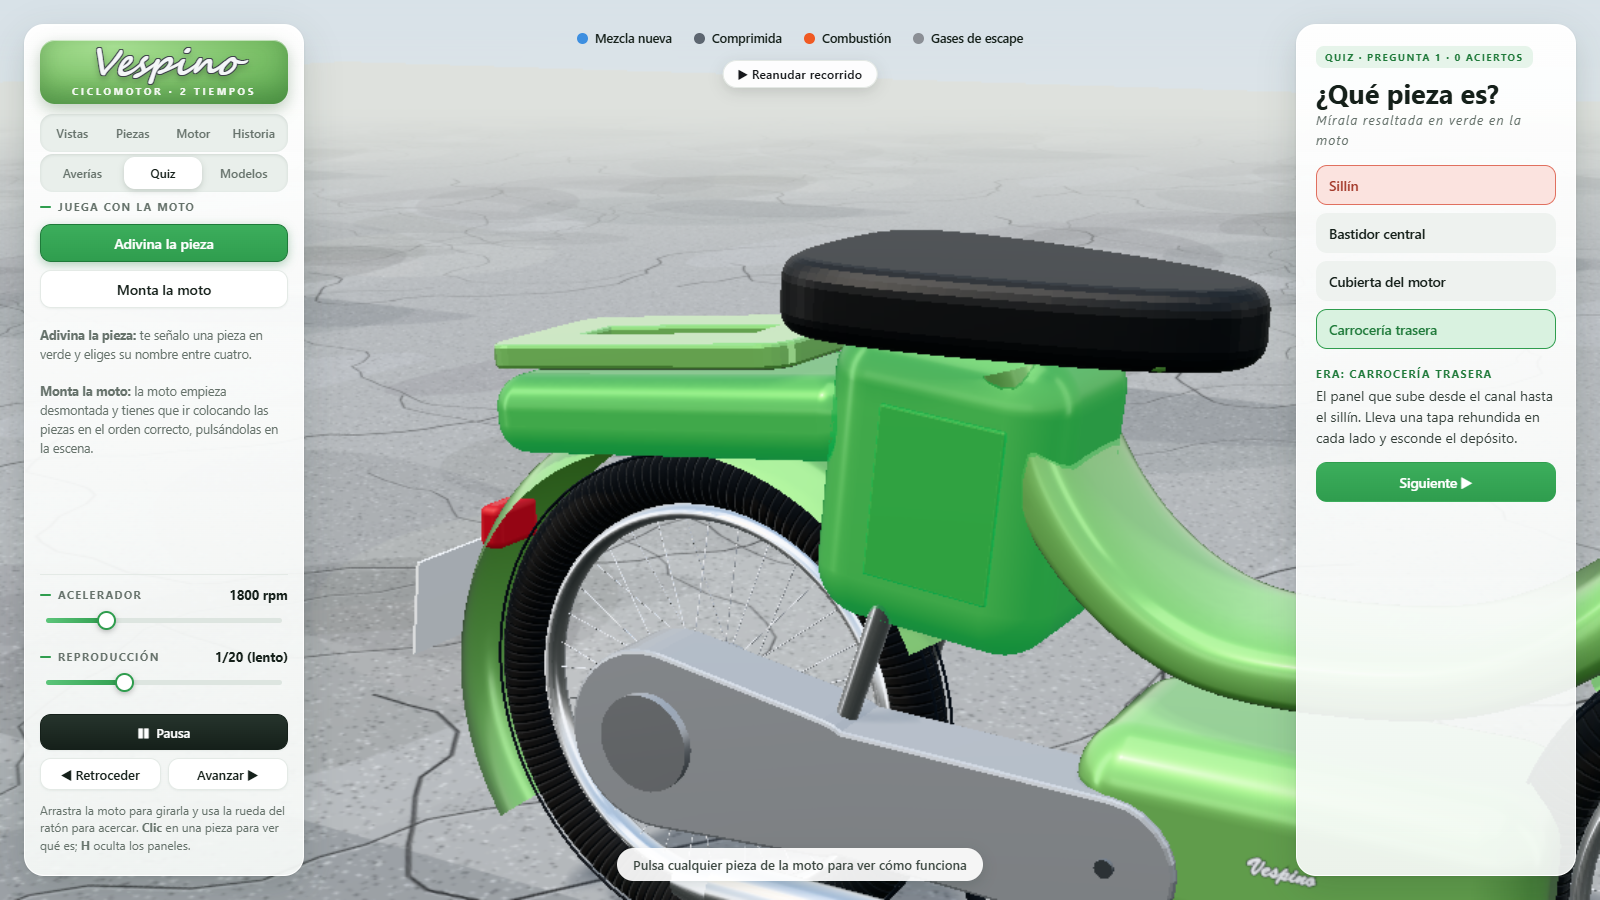 Vespino
CICLOMOTOR · 2 TIEMPOS
Vistas Piezas Motor Historia
Averías Quiz Modelos
JUEGA CON LA MOTO
Adivina la pieza
Monta la moto
Adivina la pieza: te señalo una pieza en
verde y eliges su nombre entre cuatro.
Monta la moto: la moto empieza
desmontada y tienes que ir colocando las
piezas en el orden correcto, pulsándolas en
la escena.
ACELERADOR 1800 rpm
REPRODUCCIÓN 1/20 (lento)
Pausa
◀ Retroceder Avanzar ▶
Arrastra la moto para girarla y usa la rueda del
ratón para acercar. Clic en una pieza para ver
qué es; H oculta los paneles.
Mezcla nueva Comprimida Combustión Gases de escape
▶ Reanudar recorrido
Vespino
Pulsa cualquier pieza de la moto para ver cómo funciona
QUIZ · PREGUNTA 1 · 0 ACIERTOS
¿Qué pieza es?
Mírala resaltada en verde en la
moto
Sillín
Bastidor central
Cubierta del motor
Carrocería trasera
ERA: CARROCERÍA TRASERA
El panel que sube desde el canal hasta
el sillín. Lleva una tapa rehundida en
cada lado y esconde el depósito.
Siguiente ▶